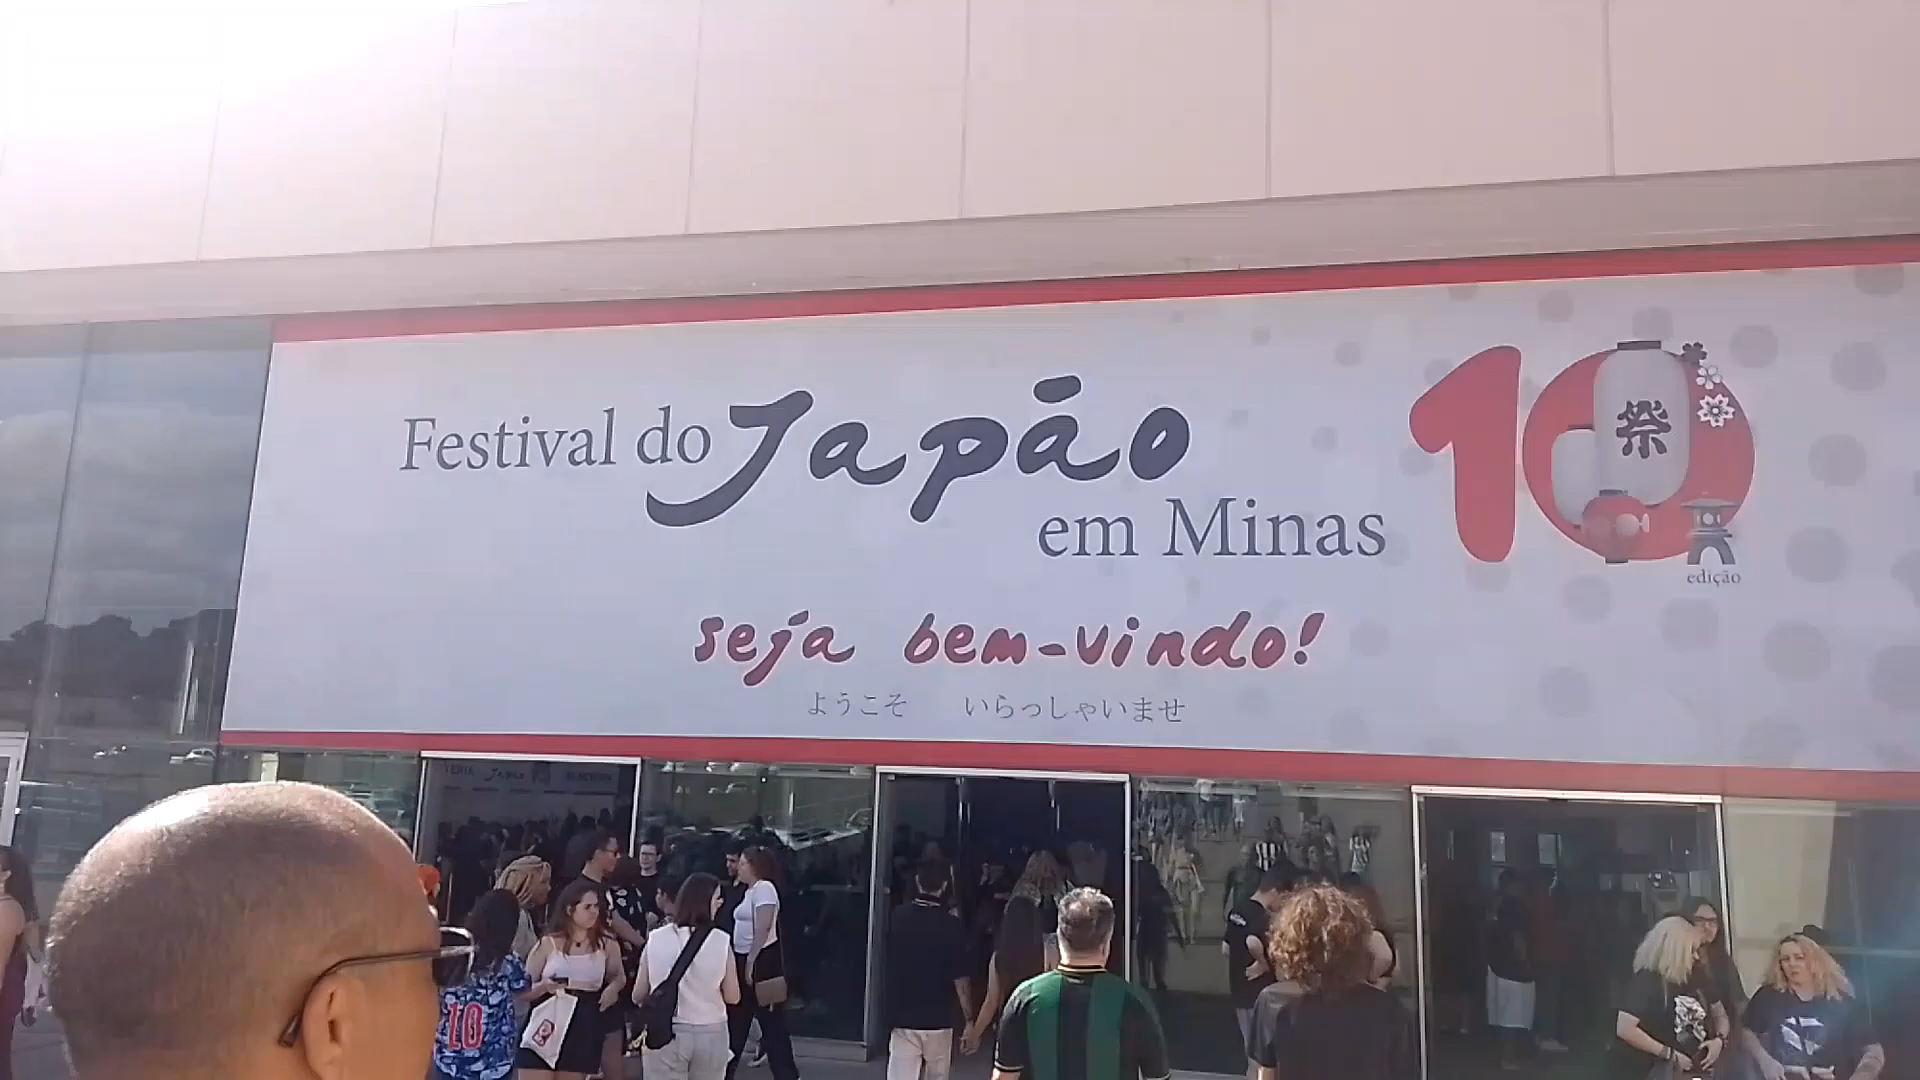 Festival do Japão
em Minas
10
祭
edição
seja bem-vindo!
ようこそ いらっしゃいませ
10